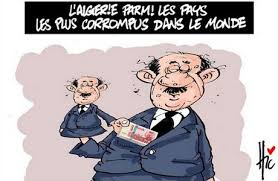 L'ALGERIE PARMI LES PAYS
LES PLUS CORROMPUS DANS LE MONDE
Hic